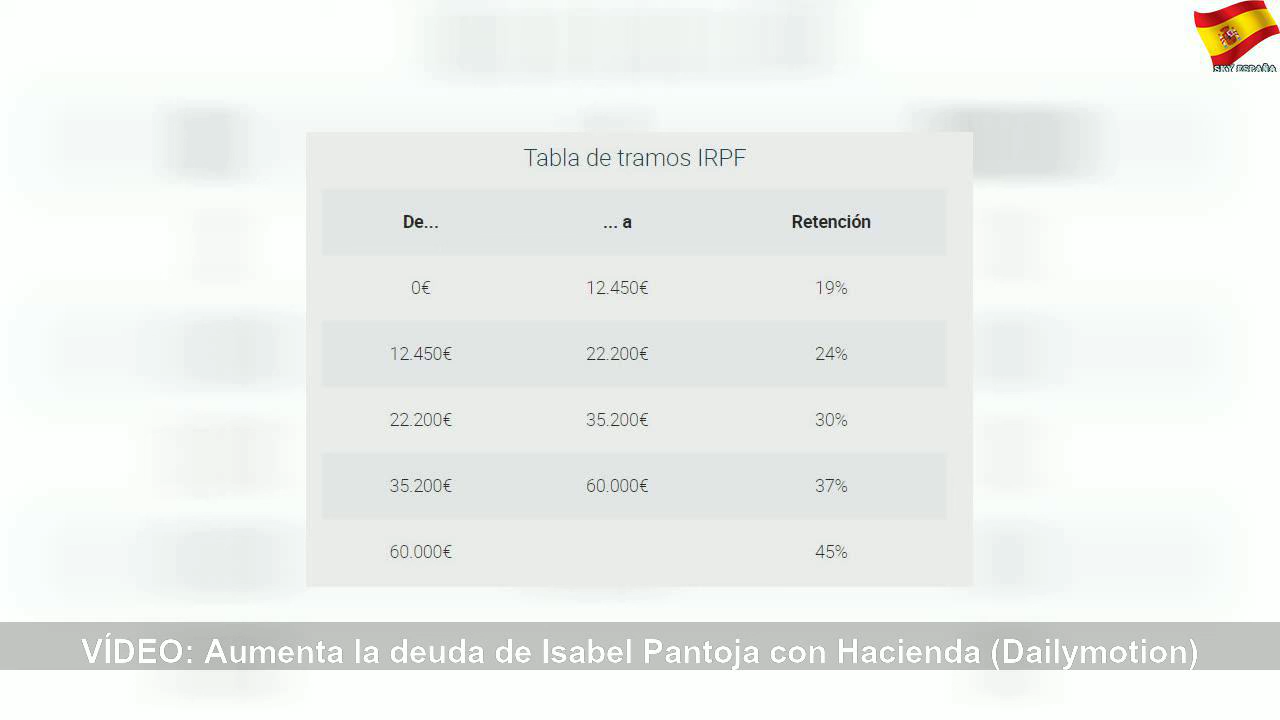 SKY ESPAÑA
Tabla de tramos IRPF
De... ... a Retención
0€ 12.450€ 19%
12.450€ 22.200€ 24%
22.200€ 35.200€ 30%
35.200€ 60.000€ 37%
60.000€ 45%
VÍDEO: Aumenta la deuda de Isabel Pantoja con Hacienda (Dailymotion)